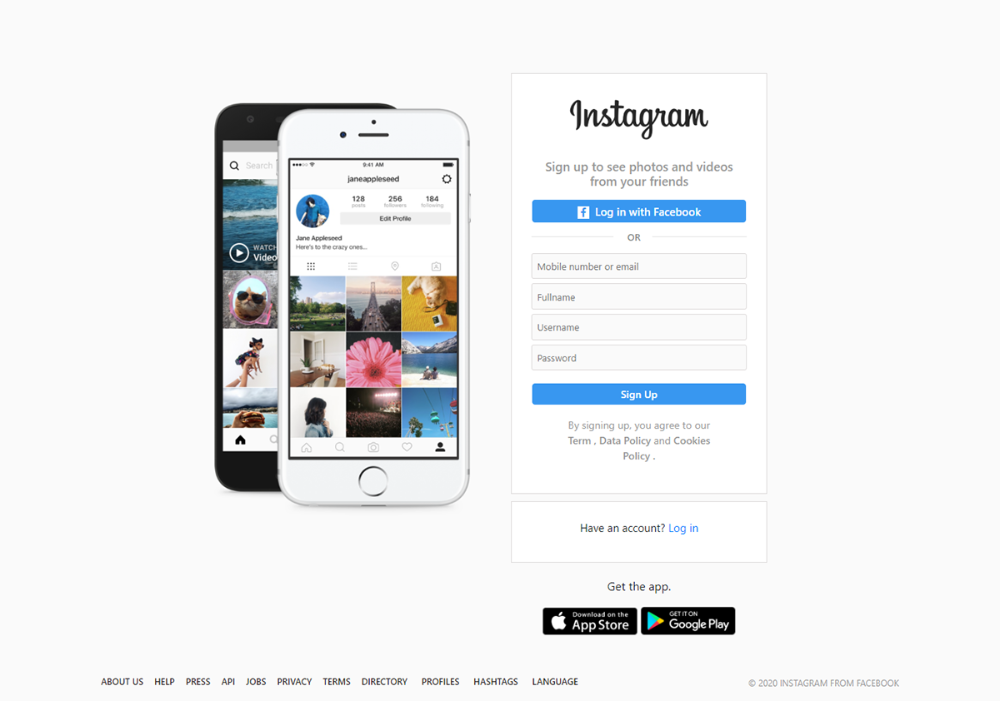 Search
WATCH
Video
9:41 AM
janeappleseed
128
256
184
posts
followers
following
Edit Profile
Jane Appleseed
Here's to the crazy ones...
Instagram
Sign up to see photos and videos
from your friends
Log in with Facebook
OR
Mobile number or email
Fullname
Username
Password
Sign Up
By signing up, you agree to our
Term , Data Policy and Cookies
Policy .
Have an account? Log in
Get the app.
Download on the
App Store
GET IT ON
Google Play
ABOUT US HELP PRESS API JOBS PRIVACY TERMS DIRECTORY PROFILES HASHTAGS LANGUAGE
© 2020 INSTAGRAM FROM FACEBOOK